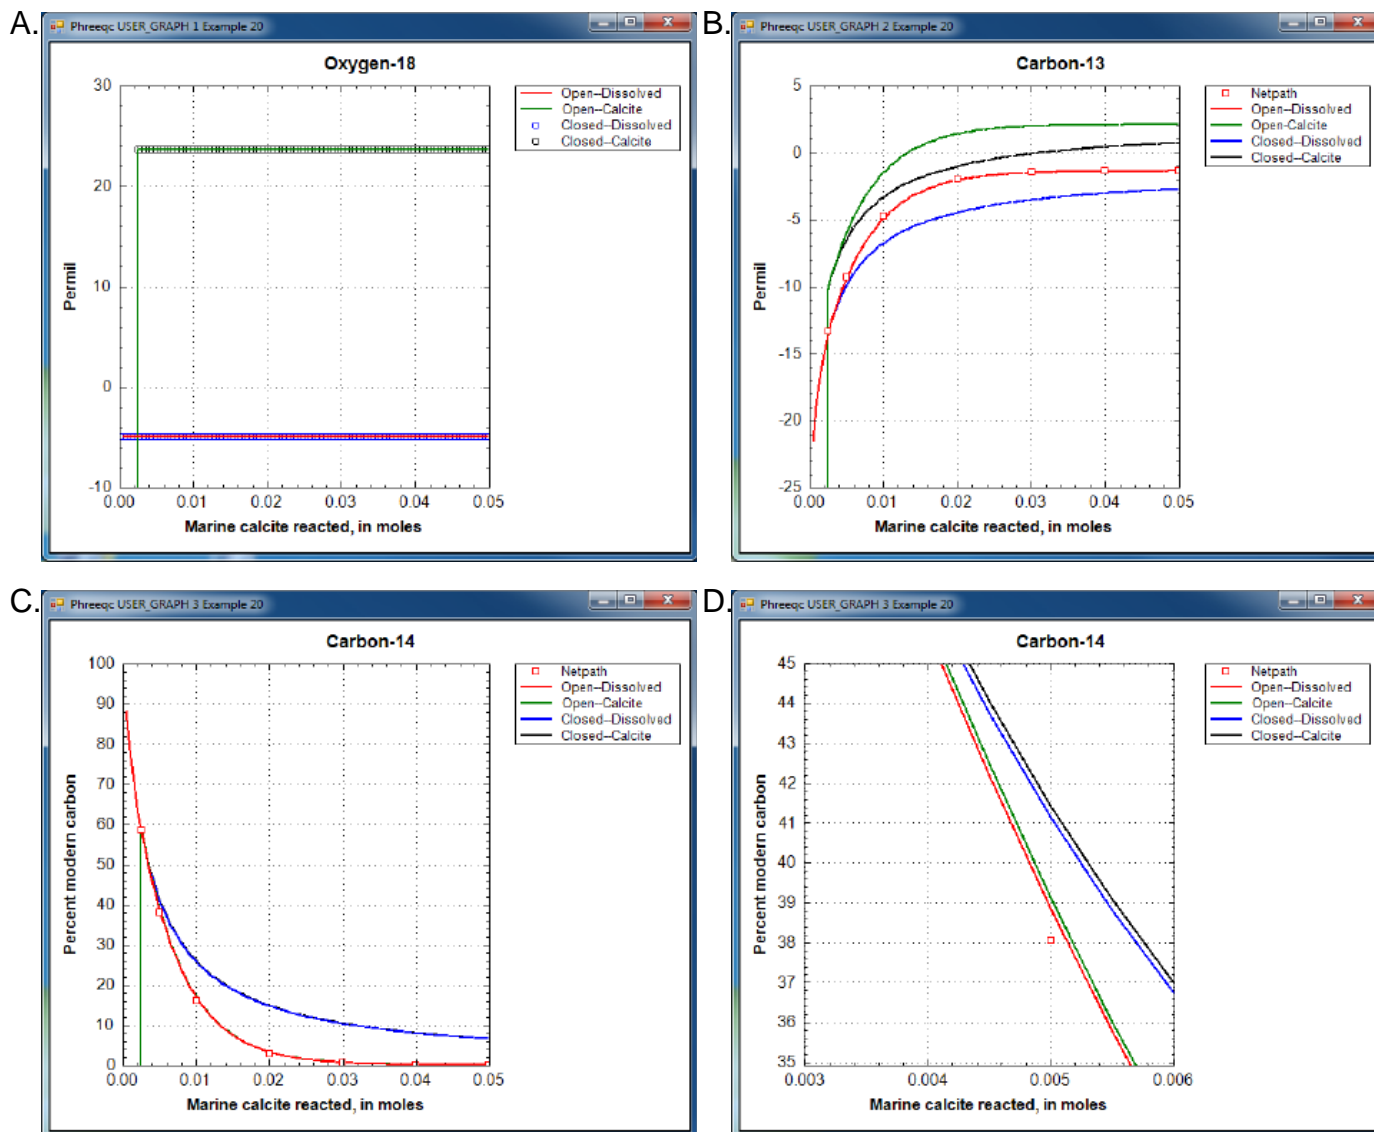 A.
Phreeqc USER_GRAPH 1 Example 20
Oxygen-18
30
20
10
0
-10
Permil
0.00 0.01 0.02 0.03 0.04 0.05
Marine calcite reacted, in moles
Open--Dissolved
Open--Calcite
Closed--Dissolved
Closed--Calcite
B.
Phreeqc USER_GRAPH 2 Example 20
Carbon-13
5
0
-5
-10
-15
-20
-25
Permil
0.00 0.01 0.02 0.03 0.04 0.05
Marine calcite reacted, in moles
Netpath
Open--Dissolved
Open-Calcite
Closed--Dissolved
Closed--Calcite
C.
Phreeqc USER_GRAPH 3 Example 20
Carbon-14
100
90
80
70
60
50
40
30
20
10
0
Percent modern carbon
0.00 0.01 0.02 0.03 0.04 0.05
Marine calcite reacted, in moles
Netpath
Open--Dissolved
Open--Calcite
Closed--Dissolved
Closed--Calcite
D.
Phreeqc USER_GRAPH 3 Example 20
Carbon-14
45
44
43
42
41
40
39
38
37
36
35
Percent modern carbon
0.003 0.004 0.005 0.006
Marine calcite reacted, in moles
Netpath
Open--Dissolved
Open--Calcite
Closed--Dissolved
Closed--Calcite